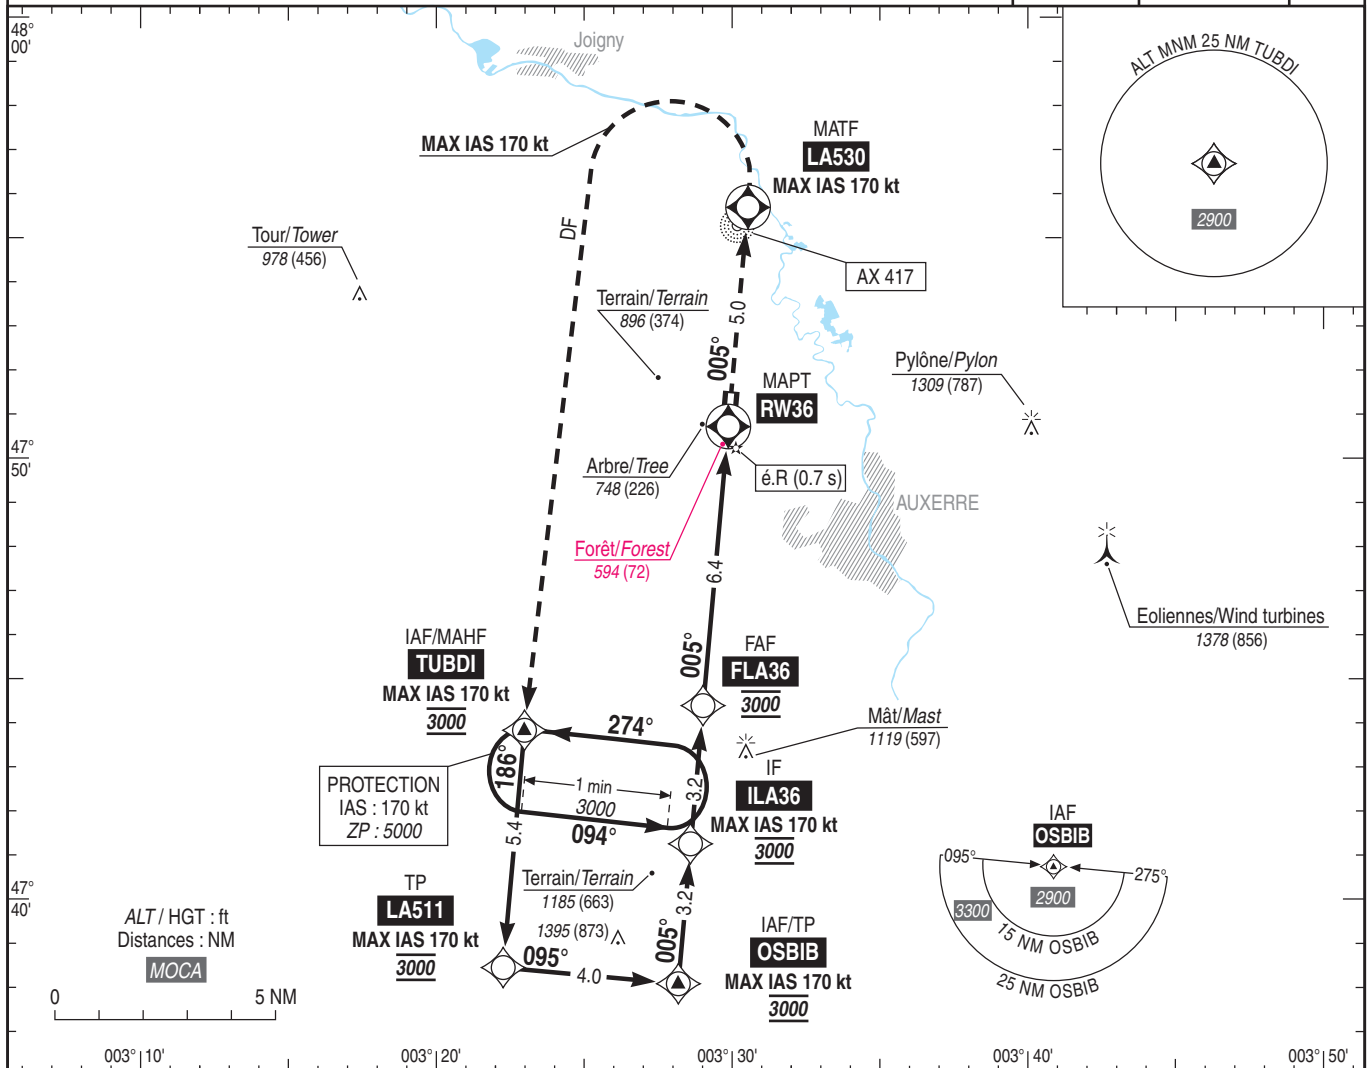 48°
00'
Joigny
ALT MNM 25 NM TUBDI
2900
MAX IAS 170 kt
MATF
LA530
MAX IAS 170 kt
DF
Tour/Tower
978 (456)
AX 417
Terrain/Terrain
896 (374)
5.0
005°
Pylône/Pylon
1309 (787)
MAPT
RW36
47°
50'
Arbre/Tree
748 (226)
é.R (0.7 s)
AUXERRE
Forêt/Forest
594 (72)
6.4
005°
Eoliennes/Wind turbines
1378 (856)
IAF/MAHF
TUBDI
MAX IAS 170 kt
3000
FAF
FLA36
3000
274°
Mât/Mast
1119 (597)
186°
PROTECTION
IAS : 170 kt
ZP : 5000
1 min
3000
094°
3.2
IF
ILA36
MAX IAS 170 kt
3000
5.4
IAF
OSBIB
095°
275°
2900
3300
15 NM OSBIB
25 NM OSBIB
47°
40'
Terrain/Terrain
1185 (663)
1395 (873)
3.2
005°
TP
LA511
MAX IAS 170 kt
3000
095°
4.0
IAF/TP
OSBIB
MAX IAS 170 kt
3000
ALT / HGT : ft
Distances : NM
MOCA
0
5 NM
003° 10'
003° 20'
003° 30'
003° 40'
003° 50'